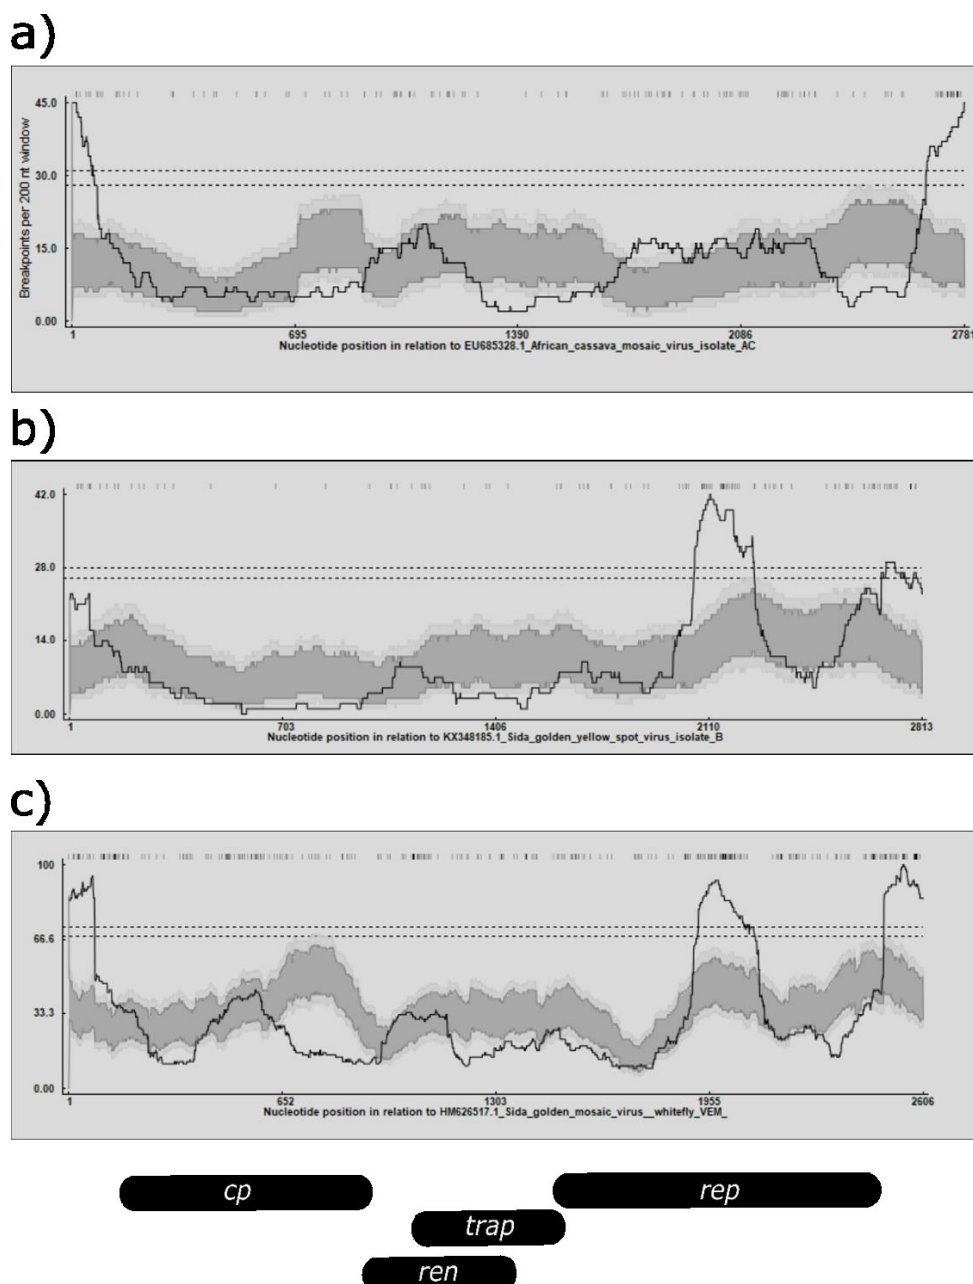 a)
Breakpoints per 200 nt window
45.0
30.0
15.0
0.00
1 695 1390 2086 2781
Nucleotide position in relation to EU685328.1_African_cassava_mosaic_virus_isolate_AC
b)
42.0
28.0
14.0
0.00
1 703 1406 2110 2813
Nucleotide position in relation to KX348185.1_Sida_golden_yellow_spot_virus_isolate_B
c)
100
66.6
33.3
0.00
1 652 1303 1955 2606
Nucleotide position in relation to HM626517.1_Sida_golden_mosaic_virus__whitefly_VEM_
cp rep
trap
ren